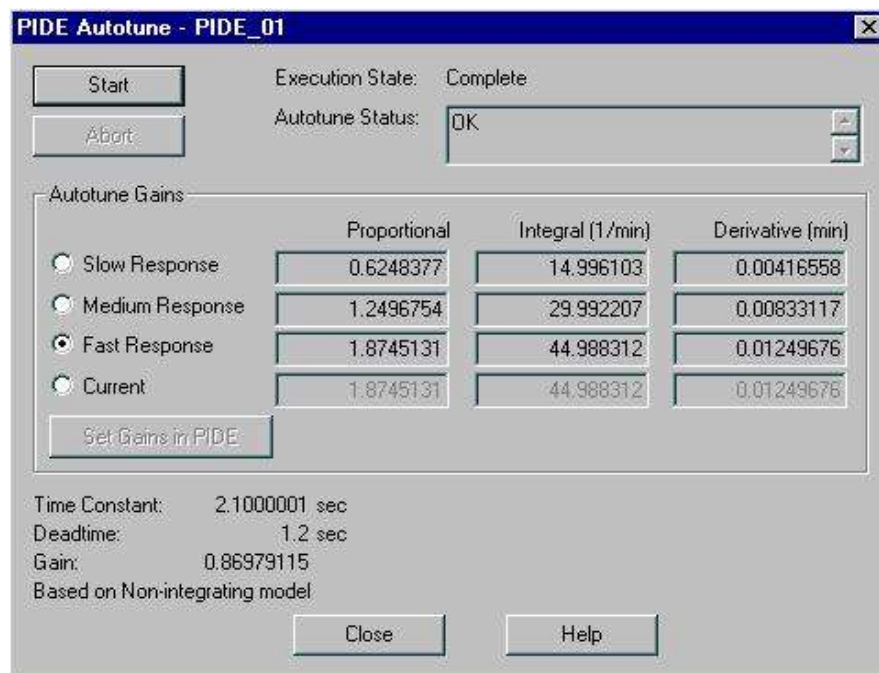 PIDE Autotune - PIDE_01
Start
Execution State: Complete
Abort
Autotune Status: OK
Autotune Gains
Proportional Integral (1/min) Derivative (min)
Slow Response 0.6248377 14.996103 0.00416558
Medium Response 1.2496754 29.992207 0.00833117
Fast Response 1.8745131 44.988312 0.01249676
Current 1.8745131 44.988312 0.01249676
Set Gains in PIDE
Time Constant: 2.1000001 sec
Deadtime: 1.2 sec
Gain: 0.86979115
Based on Non-integrating model
Close Help